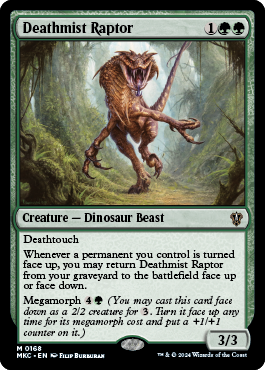 Deathmist Raptor 1
Creature — Dinosaur Beast
Deathtouch
Whenever a permanent you control is turned
face up, you may return Deathmist Raptor
from your graveyard to the battlefield face up
or face down.
Megamorph 4 (You may cast this card face
down as a 2/2 creature for 3. Turn it face up any
time for its megamorph cost and put a +1/+1
counter on it.)
3/3
M 0168
MKC • EN Filip Burburan
™ & © 2024 Wizards of the Coast